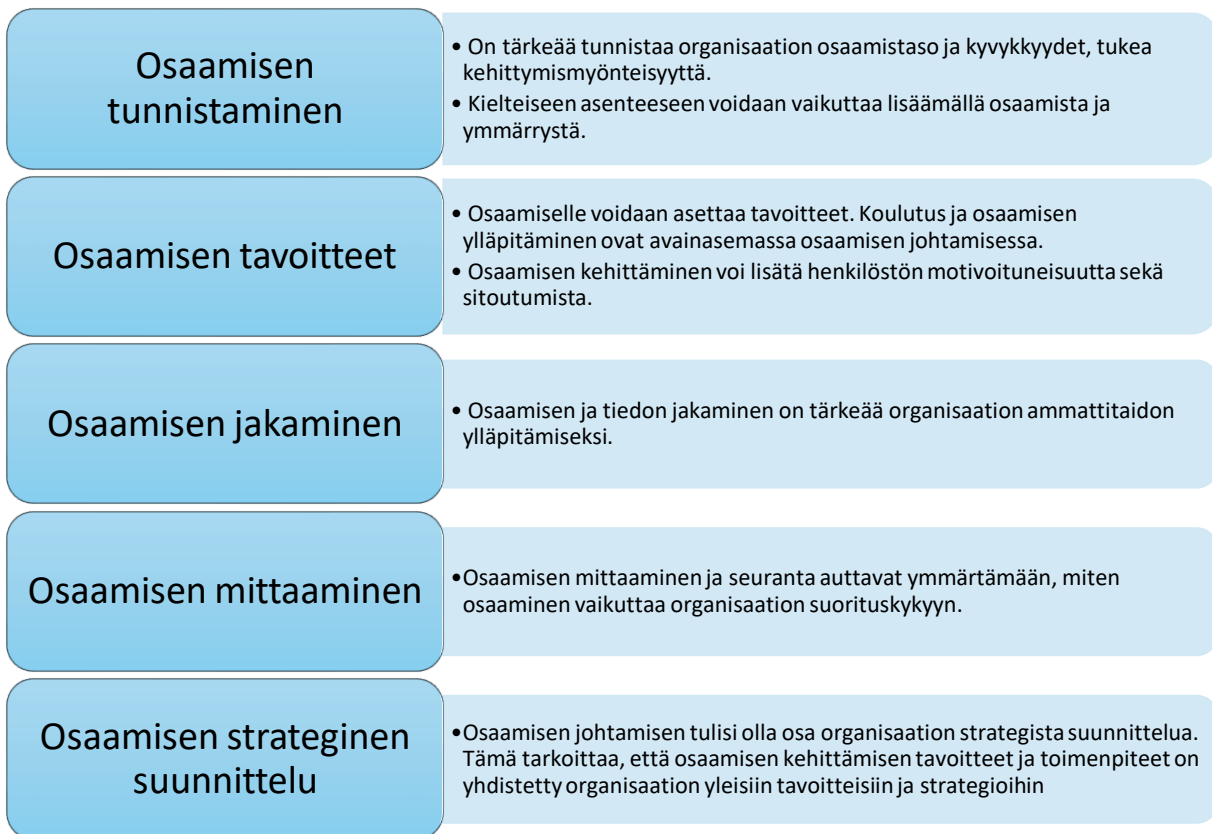 Osaamisen
tunnistaminen
• On tärkeää tunnistaa organisaation osaamistaso ja kyvykkyydet, tukea
kehittymismyönteisyyttä.
• Kielteiseen asenteeseen voidaan vaikuttaa lisäämällä osaamista ja
ymmärrystä.
Osaamisen tavoitteet
• Osaamiselle voidaan asettaa tavoitteet. Koulutus ja osaamisen
ylläpitäminen ovat avainasemassa osaamisen johtamisessa.
• Osaamisen kehittäminen voi lisätä henkilöstön motivoituneisuutta sekä
sitoutumista.
Osaamisen jakaminen
• Osaamisen ja tiedon jakaminen on tärkeää organisaation ammattitaidon
ylläpitämiseksi.
Osaamisen mittaaminen
•Osaamisen mittaaminen ja seuranta auttavat ymmärtämään, miten
osaaminen vaikuttaa organisaation suorituskykyyn.
Osaamisen strateginen
suunnittelu
•Osaamisen johtamisen tulisi olla osa organisaation strategista suunnittelua.
Tämä tarkoittaa, että osaamisen kehittämisen tavoitteet ja toimenpiteet on
yhdistetty organisaation yleisiin tavoitteisiin ja strategioihin